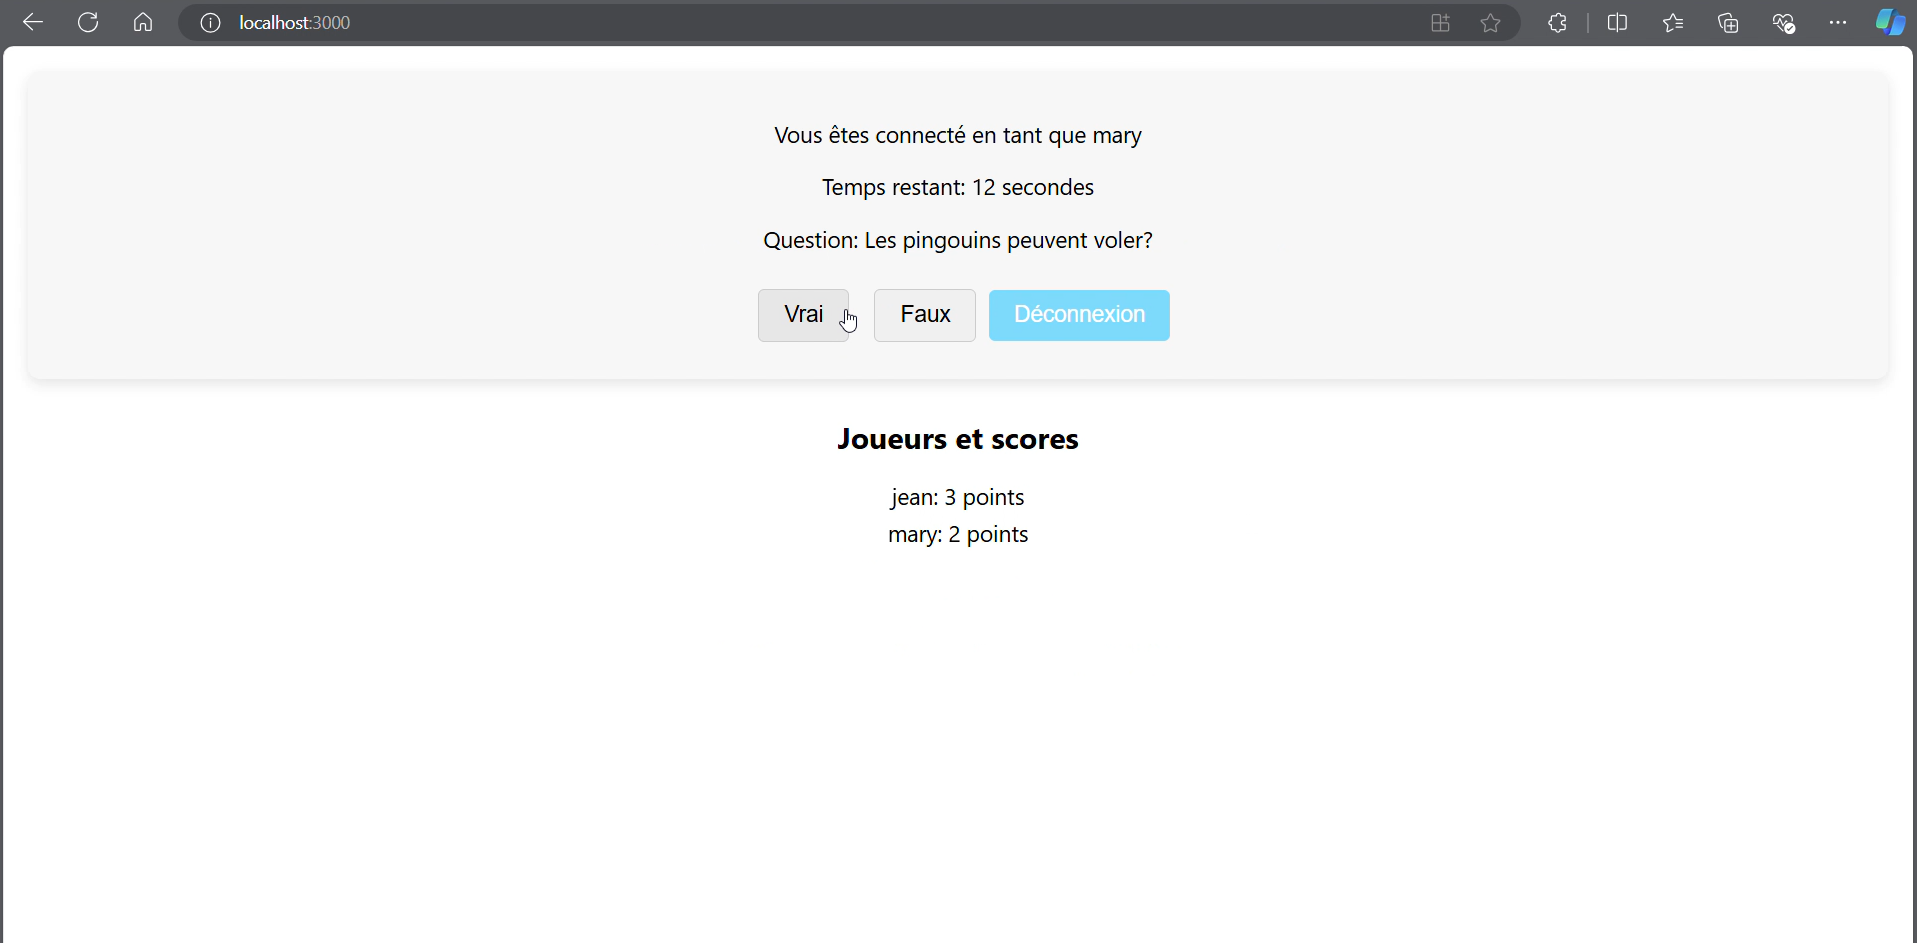 localhost:3000
Vous êtes connecté en tant que mary
Temps restant: 12 secondes
Question: Les pingouins peuvent voler?
Vrai Faux Déconnexion
Joueurs et scores
jean: 3 points
mary: 2 points